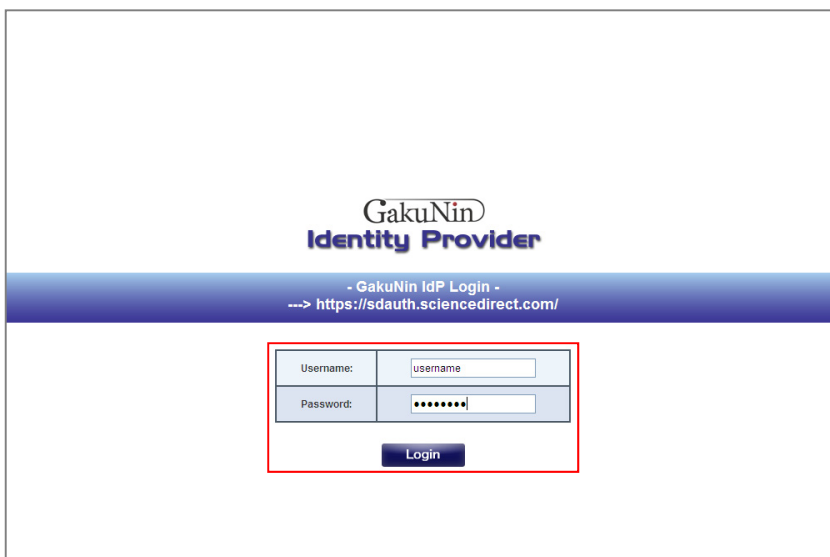 GakuNin
Identity Provider
- GakuNin IdP Login -
---> https://sdauth.sciencedirect.com/
Username: username
Password: ••••••••
Login